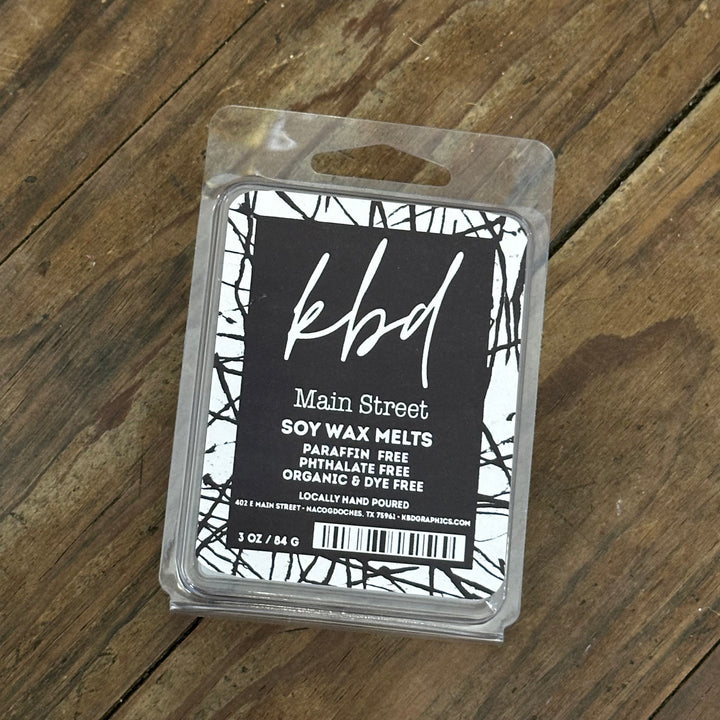 kbd
Main Street
SOY WAX MELTS
PARAFFIN FREE
PHTHALATE FREE
ORGANIC & DYE FREE
LOCALLY HAND POURED
402 E MAIN STREET - NACOGDOCHES, TX 75961 - KBDGRAPHICS.COM
3 OZ / 84 G